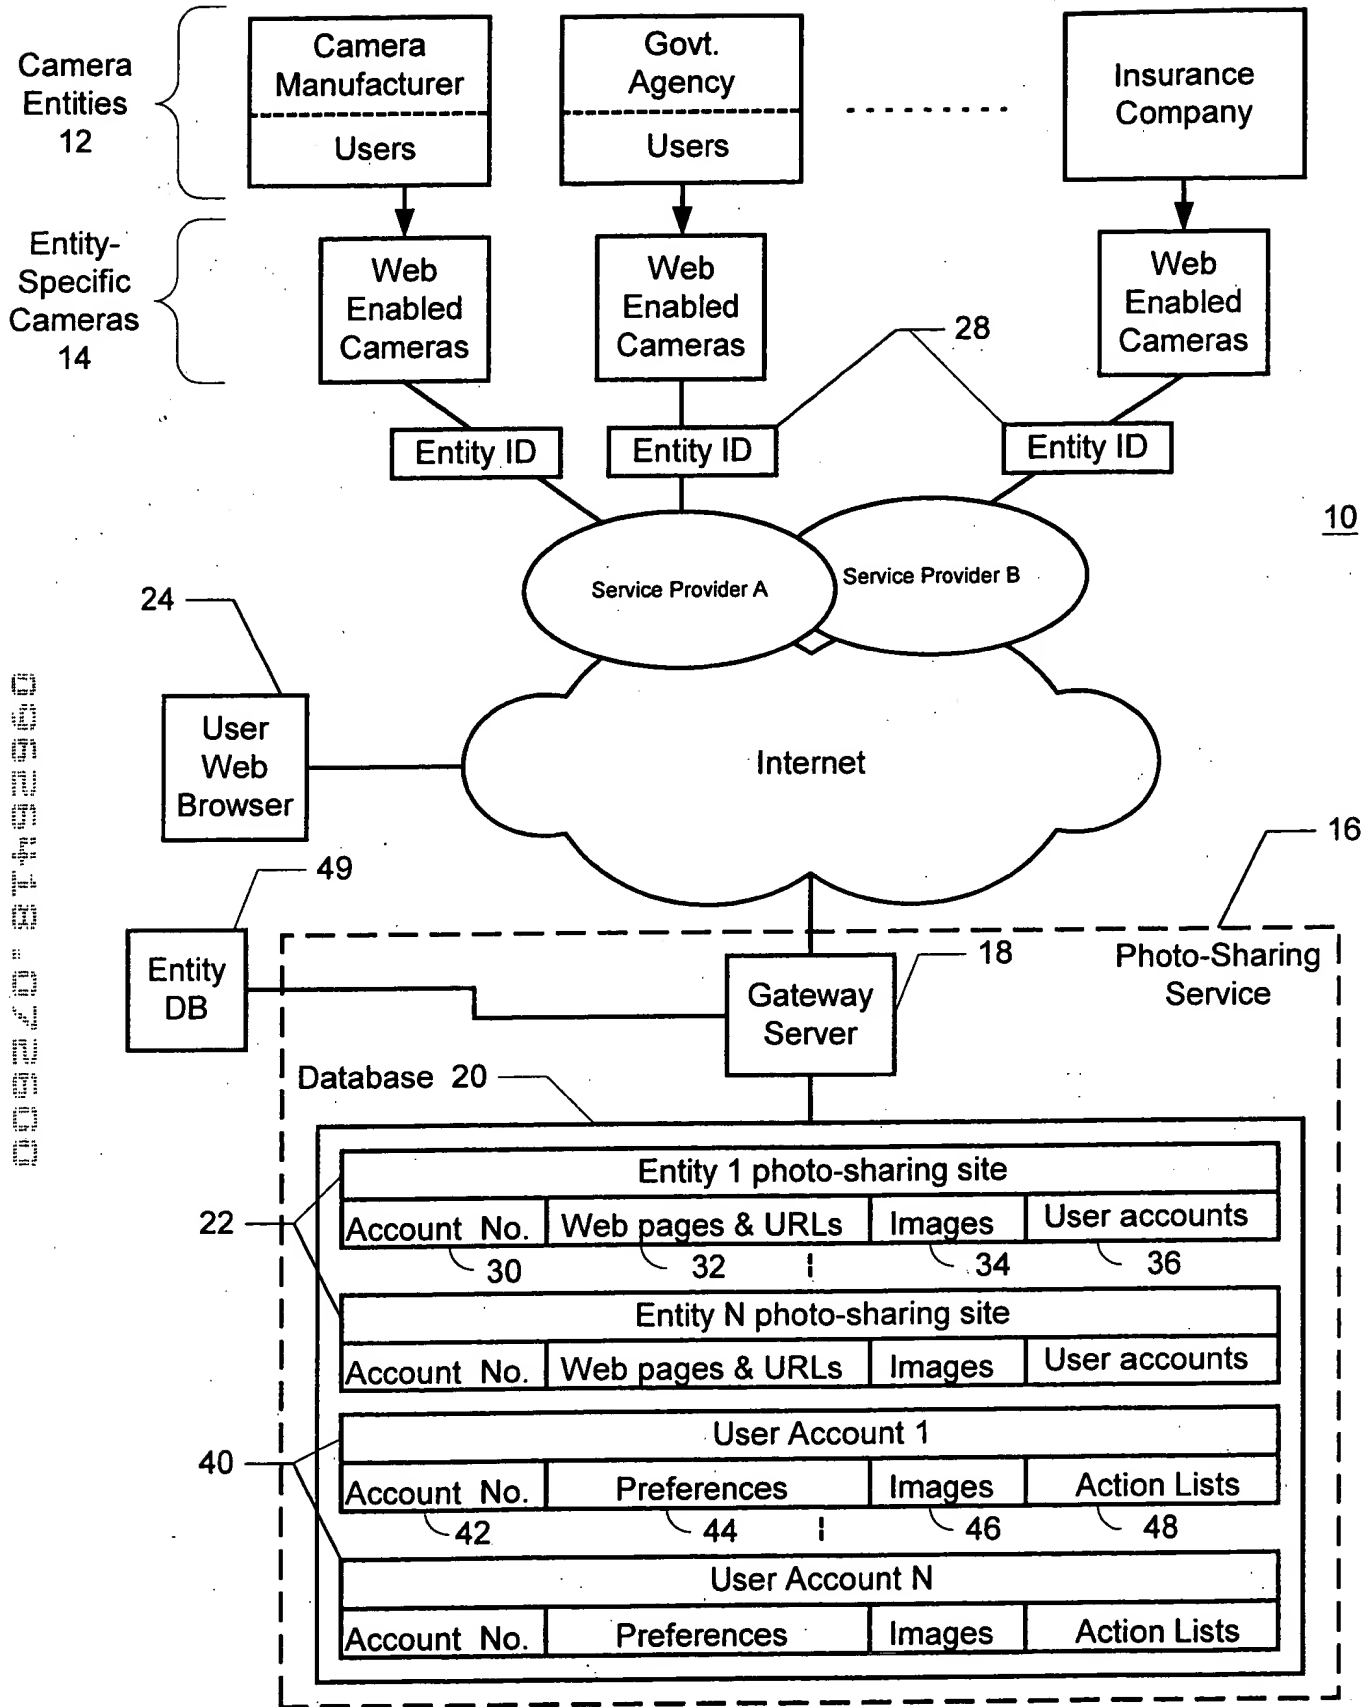 Camera
Entities
12
Camera
Manufacturer
Users
Govt.
Agency
Users
Insurance
Company
Entity-
Specific
Cameras
14
Web
Enabled
Cameras
Web
Enabled
Cameras
Web
Enabled
Cameras
28
Entity ID
Entity ID
Entity ID
10
Service Provider A
Service Provider B
24
User
Web
Browser
Internet
16
49
Entity
DB
18
Gateway
Server
Photo-Sharing
Service
Database 20
Entity 1 photo-sharing site
22
Account No.
Web pages & URLs
Images
User accounts
30
32
34
36
Entity N photo-sharing site
Account No.
Web pages & URLs
Images
User accounts
User Account 1
40
Account No.
Preferences
Images
Action Lists
42
44
46
48
User Account N
Account No.
Preferences
Images
Action Lists
09626418.072600